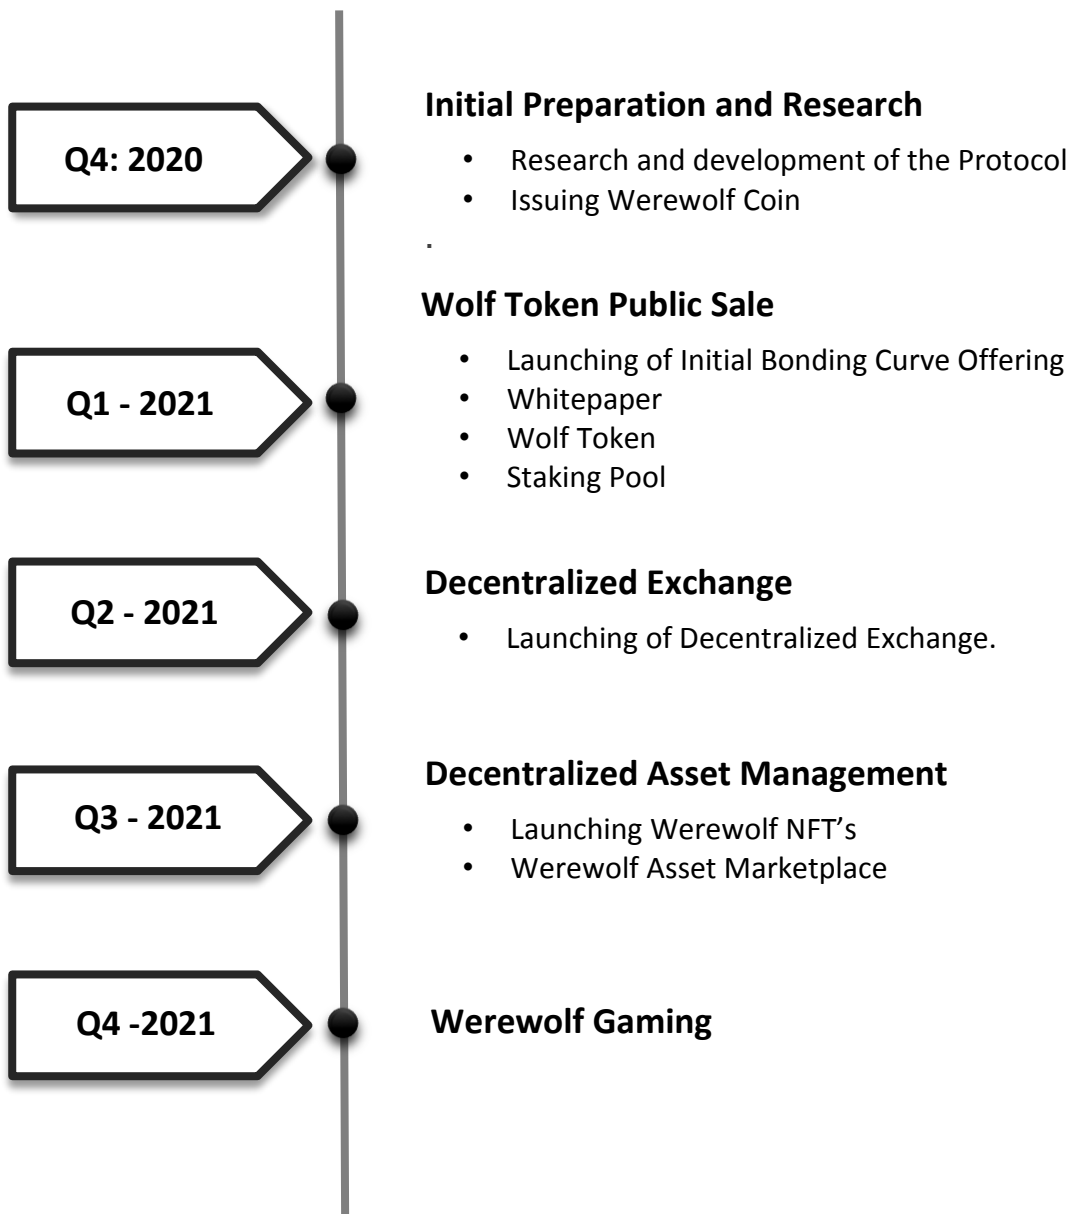 Initial Preparation and Research
Q4: 2020
• Research and development of the Protocol
• Issuing Werewolf Coin
.
Wolf Token Public Sale
• Launching of Initial Bonding Curve Offering
Q1 - 2021
• Whitepaper
• Wolf Token
• Staking Pool
Decentralized Exchange
Q2 - 2021
• Launching of Decentralized Exchange.
Decentralized Asset Management
Q3 - 2021
• Launching Werewolf NFT’s
• Werewolf Asset Marketplace
Q4 -2021
Werewolf Gaming